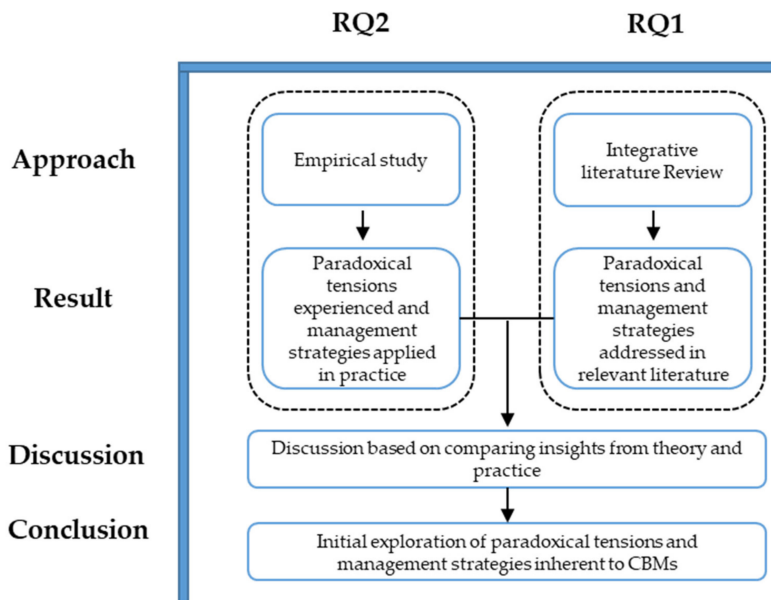 RQ2
RQ1
Approach
Empirical study
Integrative
literature Review
Result
Paradoxical
tensions
experienced and
management
strategies applied
in practice
Paradoxical
tensions and
management
strategies
addressed in
relevant literature
Discussion
Discussion based on comparing insights from theory and
practice
Conclusion
Initial exploration of paradoxical tensions and
management strategies inherent to CBMs